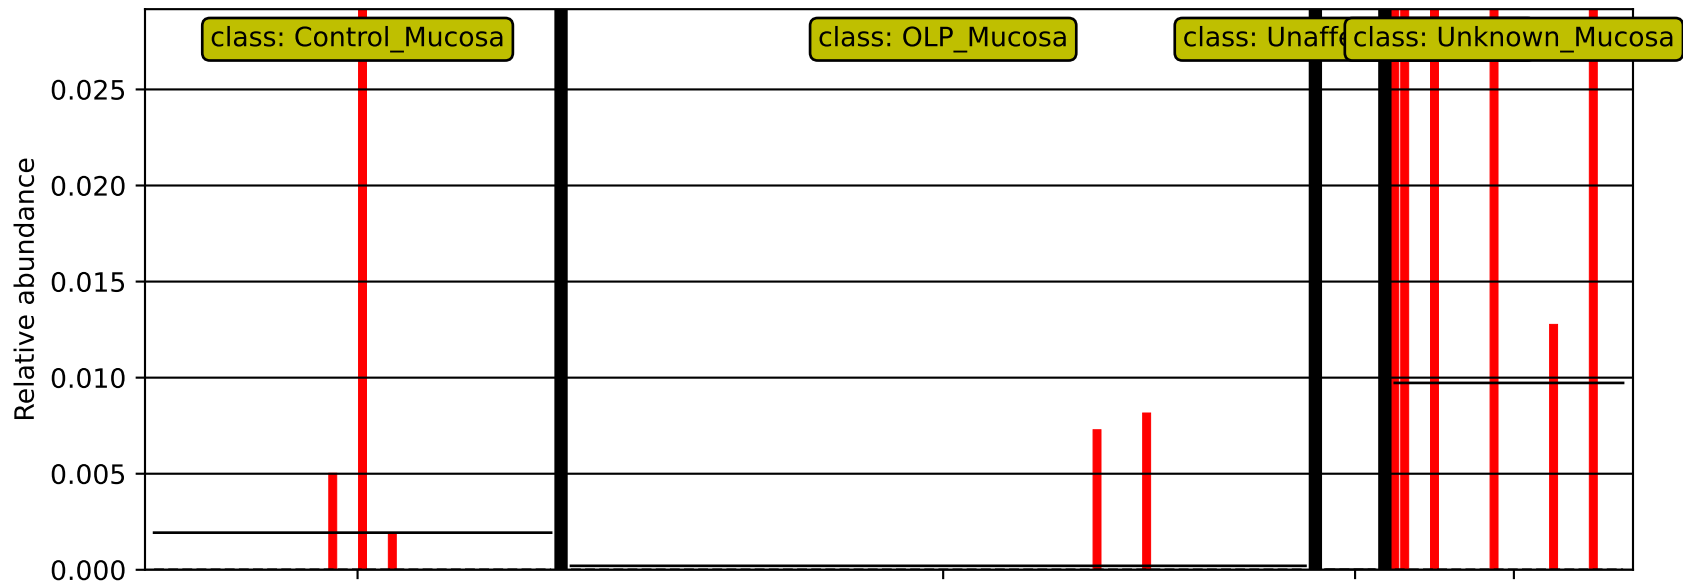 class: Control_Mucosa
class: OLP_Mucosa
class:
class: Unknown_Mucosa
0.025
0.020
0.015
0.010
0.005
0.000
Relative abundance